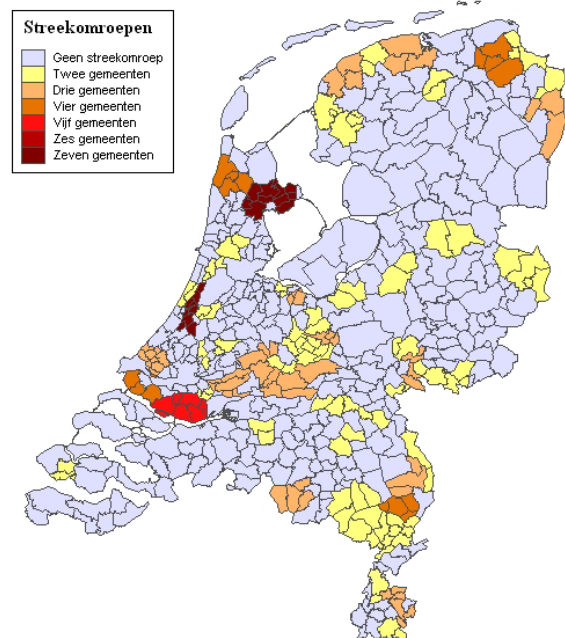 Streekomroepen
Geen streekomroep
Twee gemeenten
Drie gemeenten
Vier gemeenten
Vijf gemeenten
Zes gemeenten
Zeven gemeenten